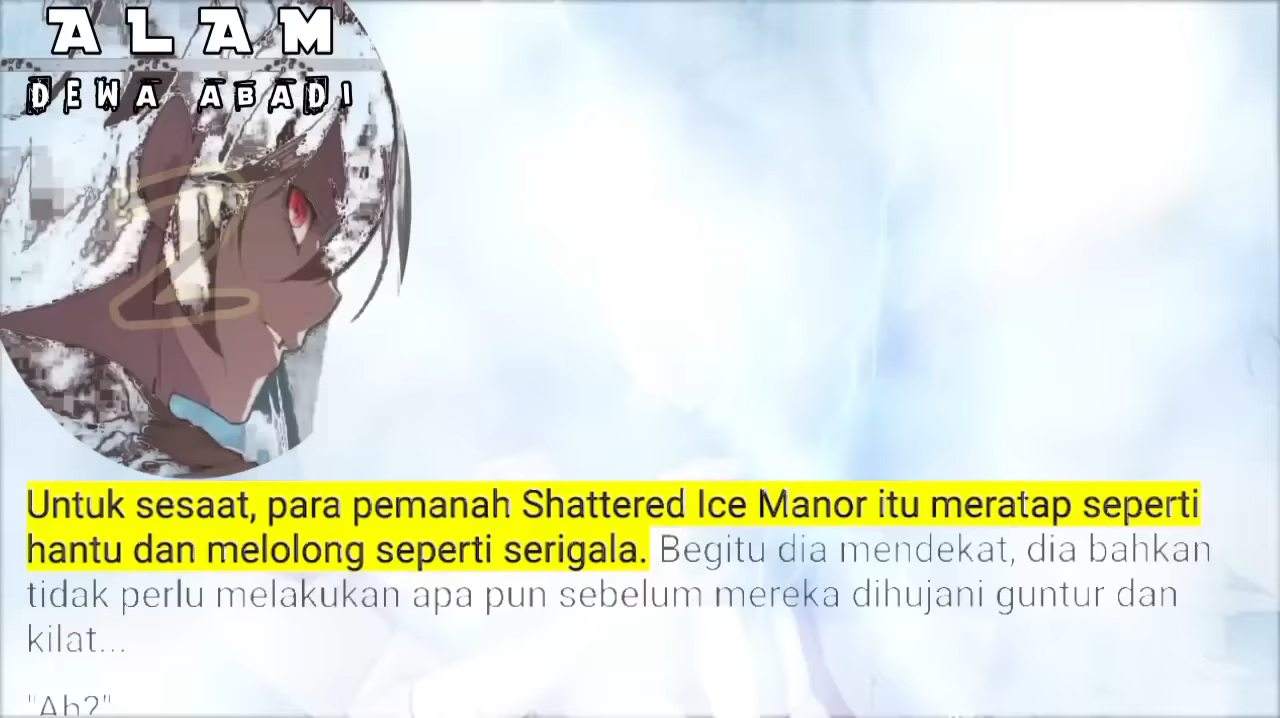 ALAM
DEWA ABADI
Untuk sesaat, para pemanah Shattered Ice Manor itu meratap seperti
hantu dan melolong seperti serigala. Begitu dia mendekat, dia bahkan
tidak perlu melakukan apa pun sebelum mereka dihujani guntur dan
kilat...
"Ah?"